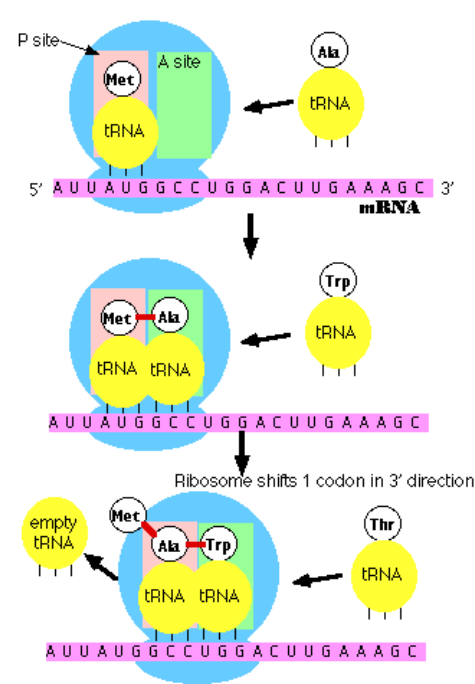 P site
A site
Ala
Met
tRNA
tRNA
5' A U U A U G G C C U G G A C U U G A A A G C 3'
mRNA
Trp
Met Ala
tRNA
tRNA tRNA
A U U A U G G C C U G G A C U U G A A A G C
Ribosome shifts 1 codon in 3' direction
Met
Thr
empty
tRNA
Ala Trp
tRNA
tRNA tRNA
A U U A U G G C C U G G A C U U G A A A G C